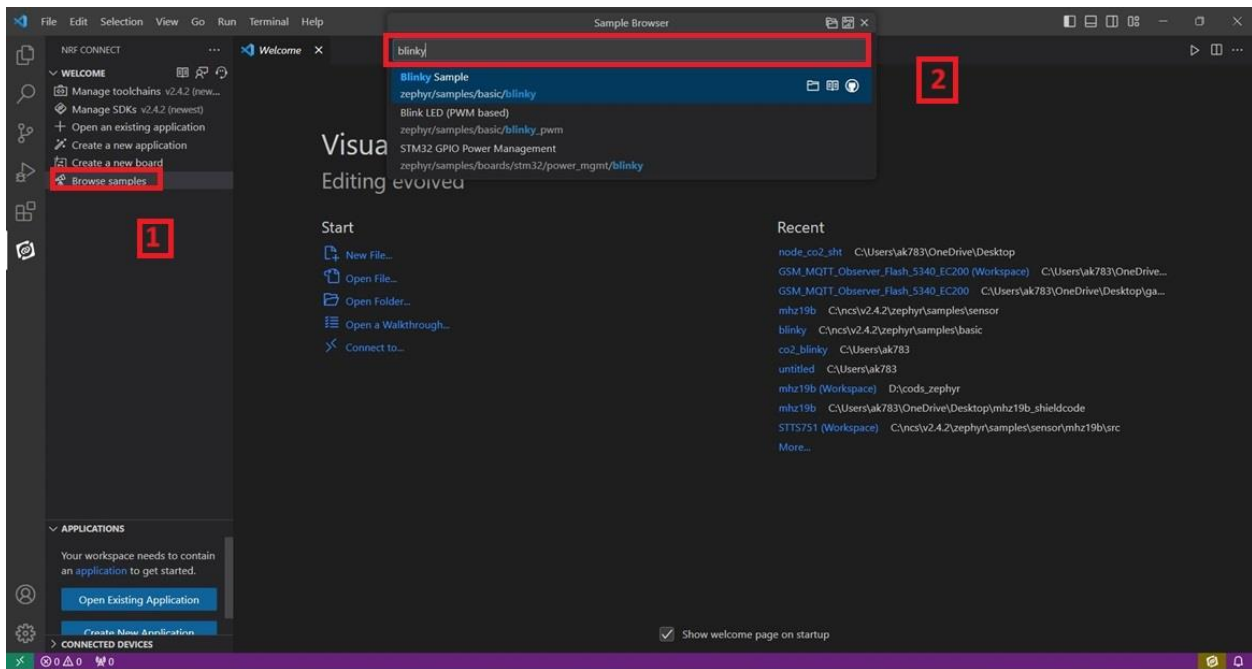 File Edit Selection View Go Run Terminal Help
Sample Browser
NRF CONNECT
Welcome
blinky
WELCOME
Manage toolchains v2.4.2 (new...
Manage SDKs v2.4.2 (newest)
Open an existing application
Create a new application
Create a new board
Browse samples
1
2
Blinky Sample
zephyr/samples/basic/blinky
Blink LED (PWM based)
zephyr/samples/basic/blinky_pwm
STM32 GPIO Power Management
zephyr/samples/boards/stm32/power_mgmt/blinky
Visua
Editing evolved
Start
New File...
Open File...
Open Folder...
Open a Walkthrough...
Connect to...
Recent
node_co2_sht C:\Users\ak783\OneDrive\Desktop
GSM_MQTT_Observer_Flash_5340_EC200 (Workspace) C:\Users\ak783\OneDrive...
GSM_MQTT_Observer_Flash_5340_EC200 C:\Users\ak783\OneDrive\Desktop\ga...
mhz19b C:\ncs\v2.4.2\zephyr\samples\sensor
blinky C:\ncs\v2.4.2\zephyr\samples\basic
co2_blinky C:\Users\ak783
untitled C:\Users\ak783
mhz19b (Workspace) D:\cods_zephyr
mhz19b C:\Users\ak783\OneDrive\Desktop\mhz19b_shieldcode
STTS751 (Workspace) C:\ncs\v2.4.2\zephyr\samples\sensor\mhz19b\src
More...
APPLICATIONS
Your workspace needs to contain
an application to get started.
Open Existing Application
Create New Application
CONNECTED DEVICES
Show welcome page on startup
0 0 0